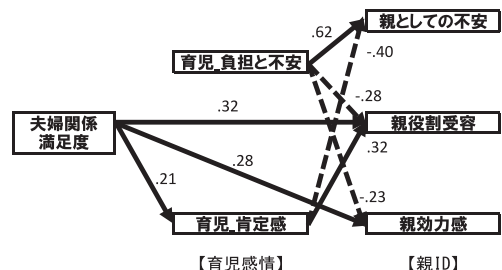 親としての不安
.62
-.40
育児_負担と不安
-.28
.32
夫婦関係
満足度
親役割受容
.28
.32
.21
-.23
育児_肯定感
親効力感
【育児感情】
【親ID】